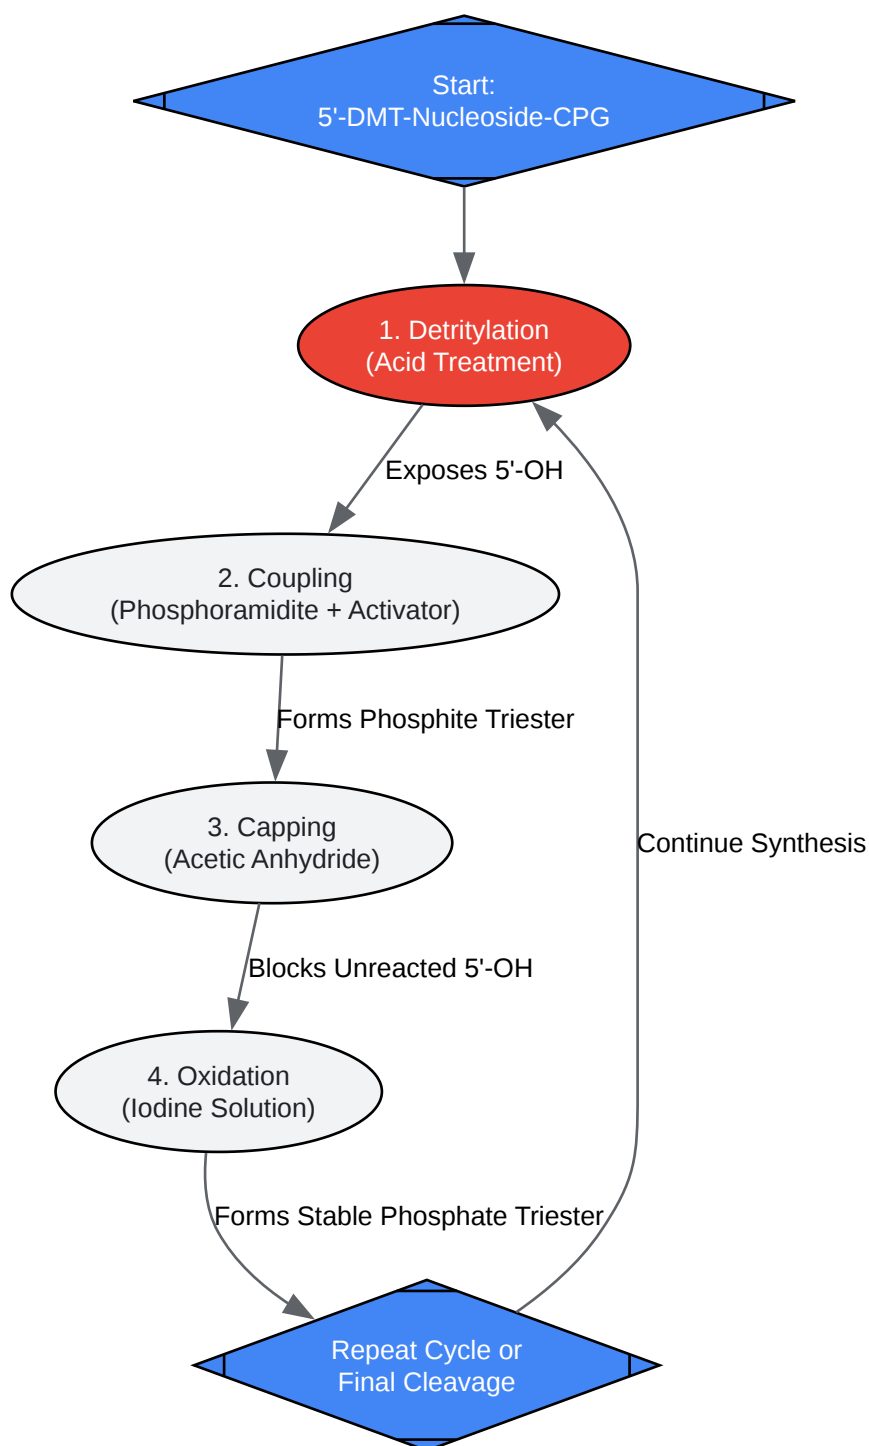 Start:
5'-DMT-Nucleoside-CPG
1. Detritylation
(Acid Treatment)
Exposes 5'-OH
2. Coupling
(Phosphoramidite + Activator)
Forms Phosphite Triester
3. Capping
(Acetic Anhydride)
Continue Synthesis
Blocks Unreacted 5'-OH
4. Oxidation
(Iodine Solution)
Forms Stable Phosphate Triester
Repeat Cycle or
Final Cleavage